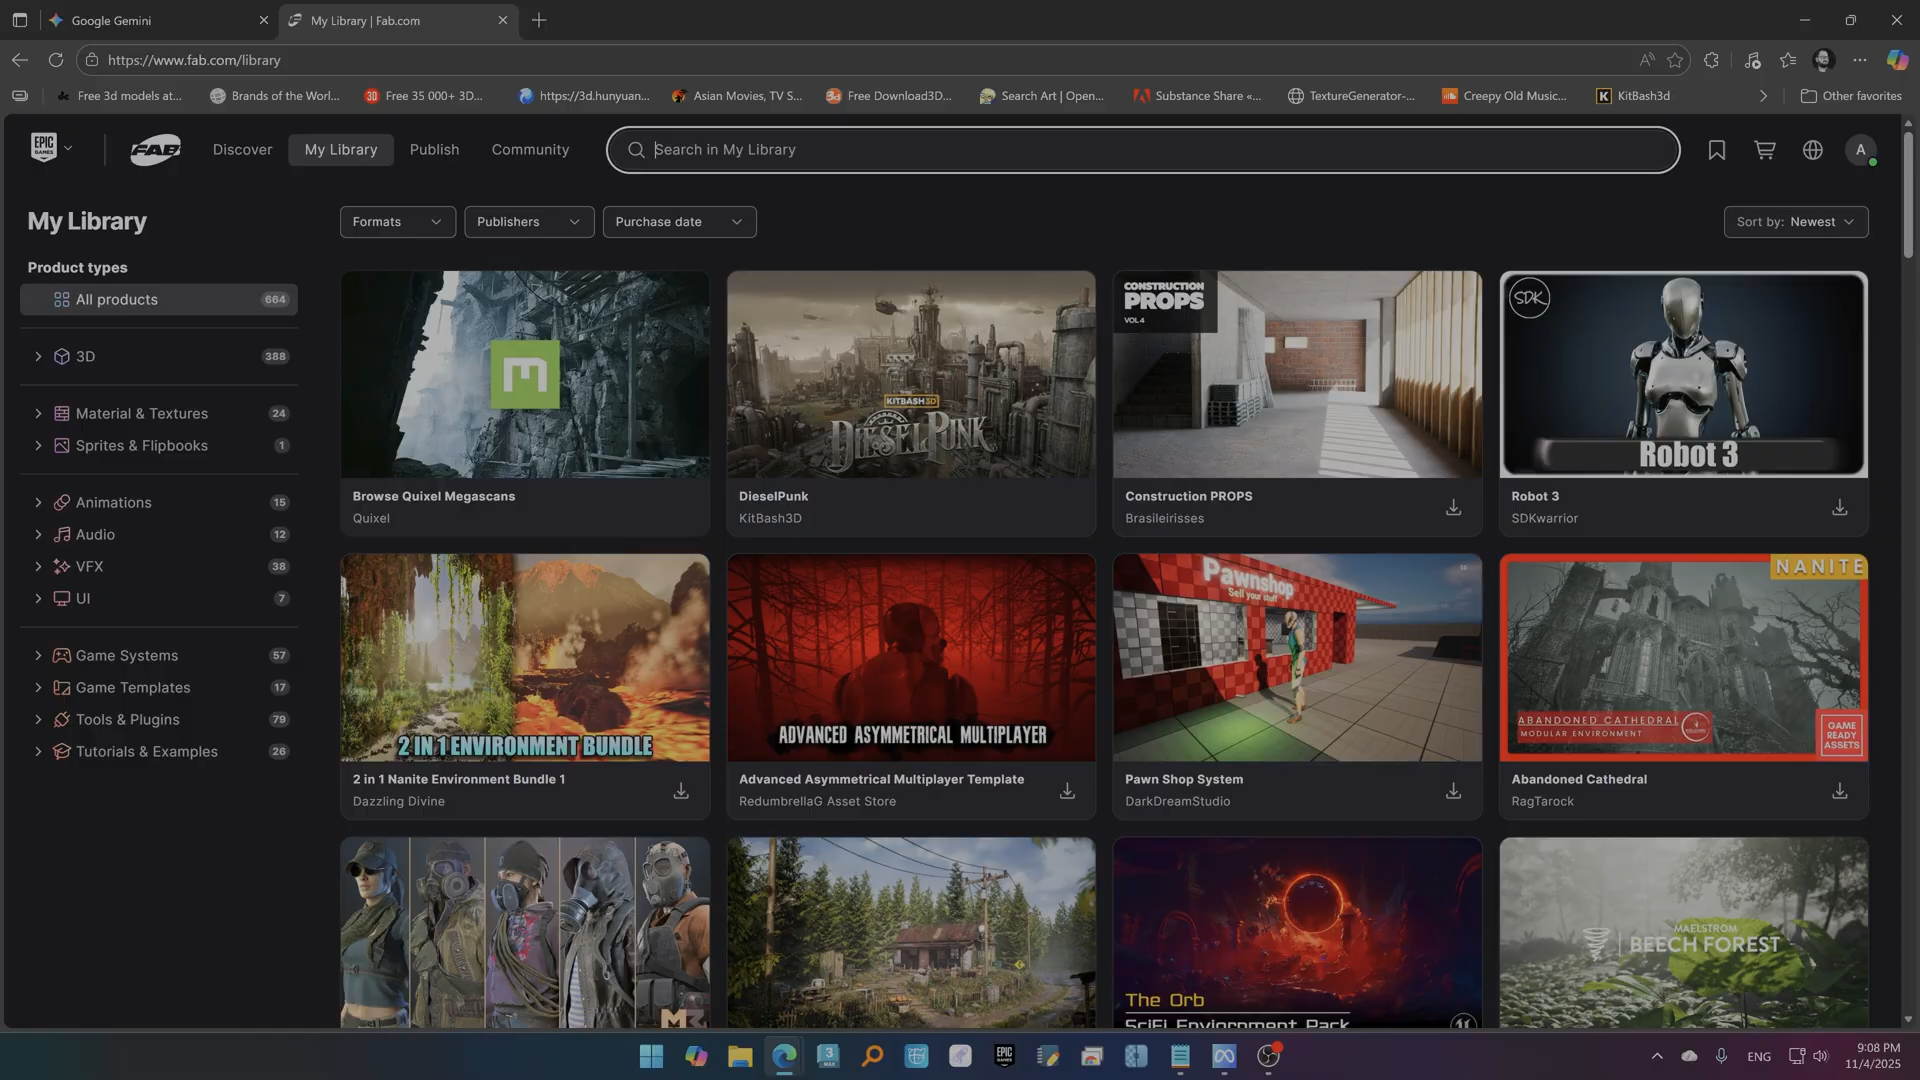 Google Gemini
My Library | Fab.com
https://www.fab.com/library
Free 3d models at...
Brands of the Worl...
Free 35 000+ 3D...
https://3d.hunyuan...
Asian Movies, TV S...
Free Download3D...
Search Art | Open...
Substance Share «...
TextureGenerator-...
Creepy Old Music...
KitBash3d
Other favorites
EPIC GAMES
FAB
Discover
My Library
Publish
Community
Search in My Library
A
My Library
Formats
Publishers
Purchase date
Sort by: Newest
Product types
All products 664
3D 388
Material & Textures 24
Sprites & Flipbooks 1
Animations 15
Audio 12
VFX 38
UI 7
Game Systems 57
Game Templates 17
Tools & Plugins 79
Tutorials & Examples 26
Browse Quixel Megascans
Quixel
KITBASH3D
DIESELPUNK
DieselPunk
KitBash3D
CONSTRUCTION
PROPS
VOL 4
Construction PROPS
Brasileirisses
SDK
Robot 3
Robot 3
SDKwarrior
2 IN 1 ENVIRONMENT BUNDLE
2 in 1 Nanite Environment Bundle 1
Dazzling Divine
ADVANCED ASYMMETRICAL MULTIPLAYER
Advanced Asymmetrical Multiplayer Template
RedumbrellaG Asset Store
Pawnshop
Sell your stuff
Pawn Shop System
DarkDreamStudio
NANITE
ABANDONED CATHEDRAL
MODULAR ENVIRONMENT
GAME
READY
ASSETS
Abandoned Cathedral
RagTarock
The Orb
SciFi Enviornment Pack
MAELSTROM
BEECH FOREST
ENG
9:08 PM
11/4/2025